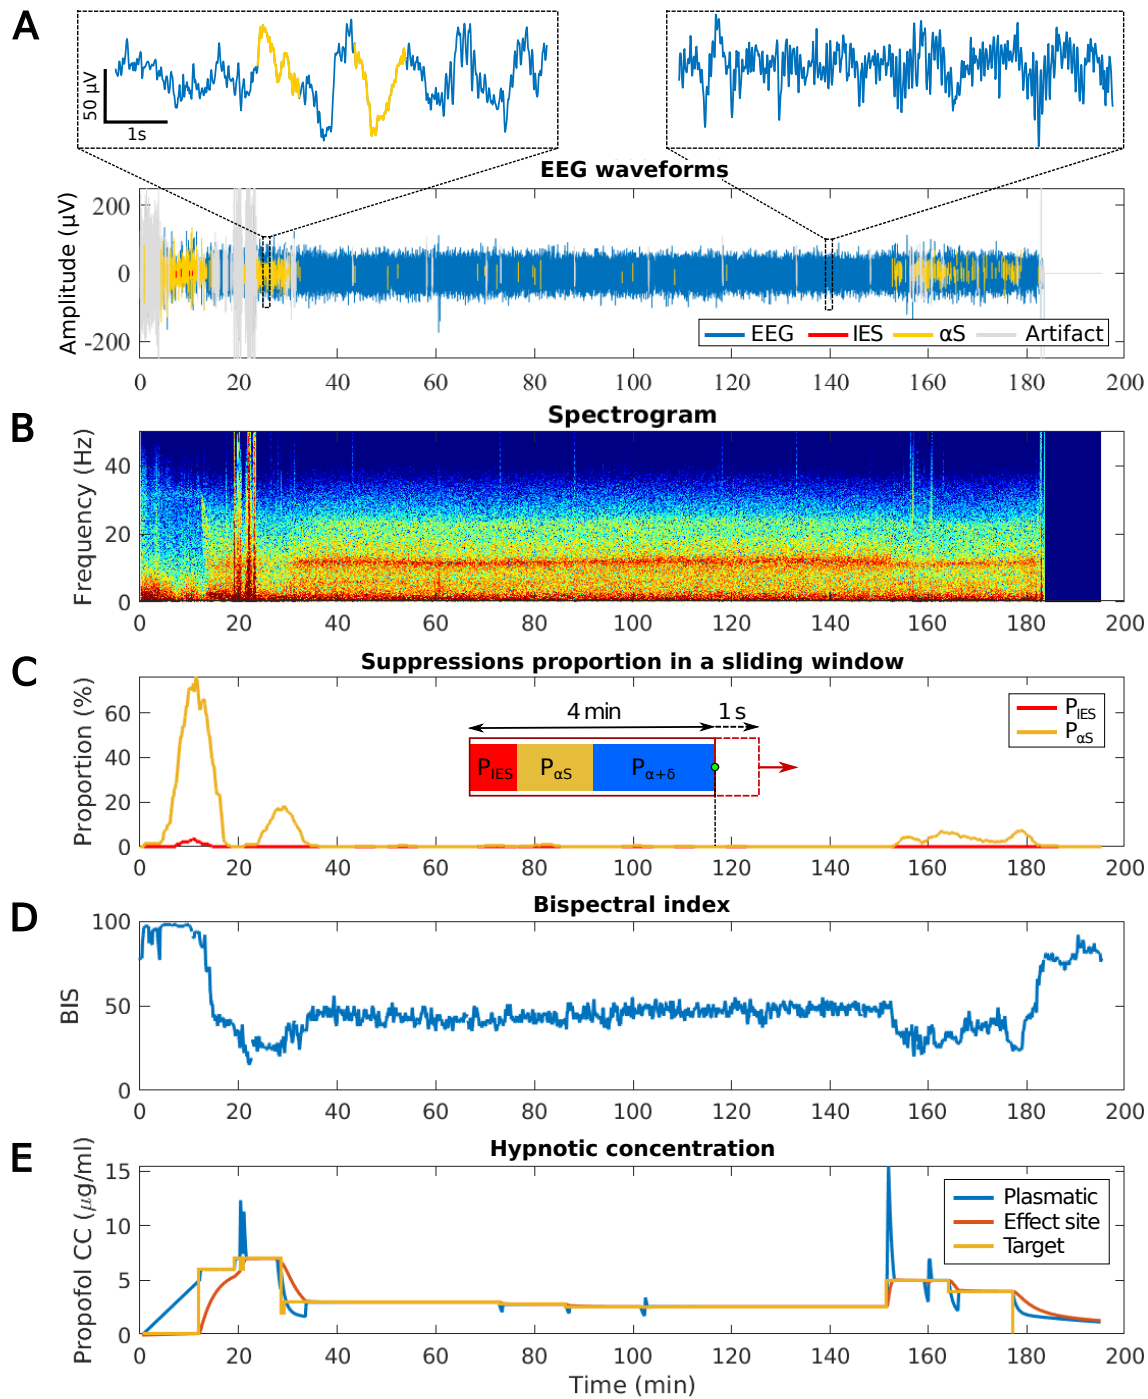 A
50 µV
1s
EEG waveforms
Amplitude (µV)
200
0
-200
EEG IES αS Artifact
0 20 40 60 80 100 120 140 160 180 200
B
Spectrogram
Frequency (Hz)
40
20
0
0 20 40 60 80 100 120 140 160 180 200
C
Suppressions proportion in a sliding window
Proportion (%)
60
40
20
0
4 min 1 s
P_IES P_αS P_α+δ
P_IES
P_αS
0 20 40 60 80 100 120 140 160 180 200
D
Bispectral index
BIS
100
50
0
0 20 40 60 80 100 120 140 160 180 200
E
Hypnotic concentration
Propofol CC (µg/ml)
15
10
5
0
Plasmatic
Effect site
Target
0 20 40 60 80 100 120 140 160 180 200
Time (min)